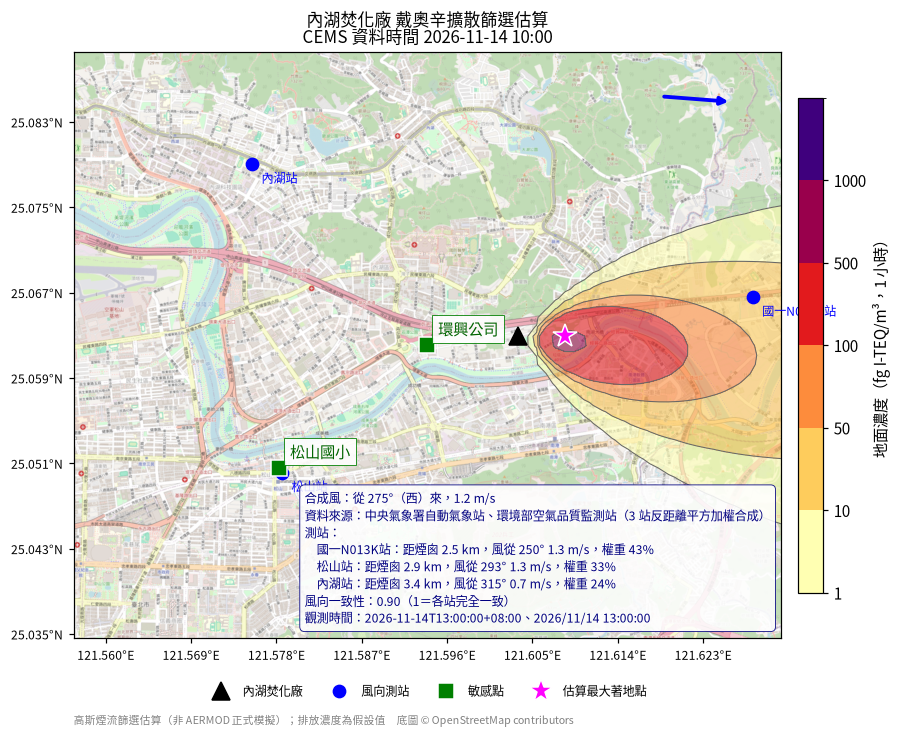 內湖焚化廠 戴奧辛擴散篩選估算
CEMS 資料時間 2026-11-14 10:00
25.083°N
25.075°N
25.067°N
25.059°N
25.051°N
25.043°N
25.035°N
內湖站
國一N0
站
環興公司
松山國小
松山站
合成風：從 275°（西）來，1.2 m/s
資料來源：中央氣象署自動氣象站、環境部空氣品質監測站（3 站反距離平方加權合成）
測站：
國一N013K站：距煙囪 2.5 km，風從 250° 1.3 m/s，權重 43%
松山站：距煙囪 2.9 km，風從 293° 1.3 m/s，權重 33%
內湖站：距煙囪 3.4 km，風從 315° 0.7 m/s，權重 24%
風向一致性：0.90（1＝各站完全一致）
觀測時間：2026-11-14T13:00:00+08:00、2026/11/14 13:00:00
121.560°E 121.569°E 121.578°E 121.587°E 121.596°E 121.605°E 121.614°E 121.623°E
1000
500
100
50
10
1
地面濃度（fg I-TEQ/m³，1 小時）
內湖焚化廠 風向測站 敏感點 估算最大著地點
高斯煙流篩選估算（非 AERMOD 正式模擬）；排放濃度為假設值 底圖 © OpenStreetMap contributors